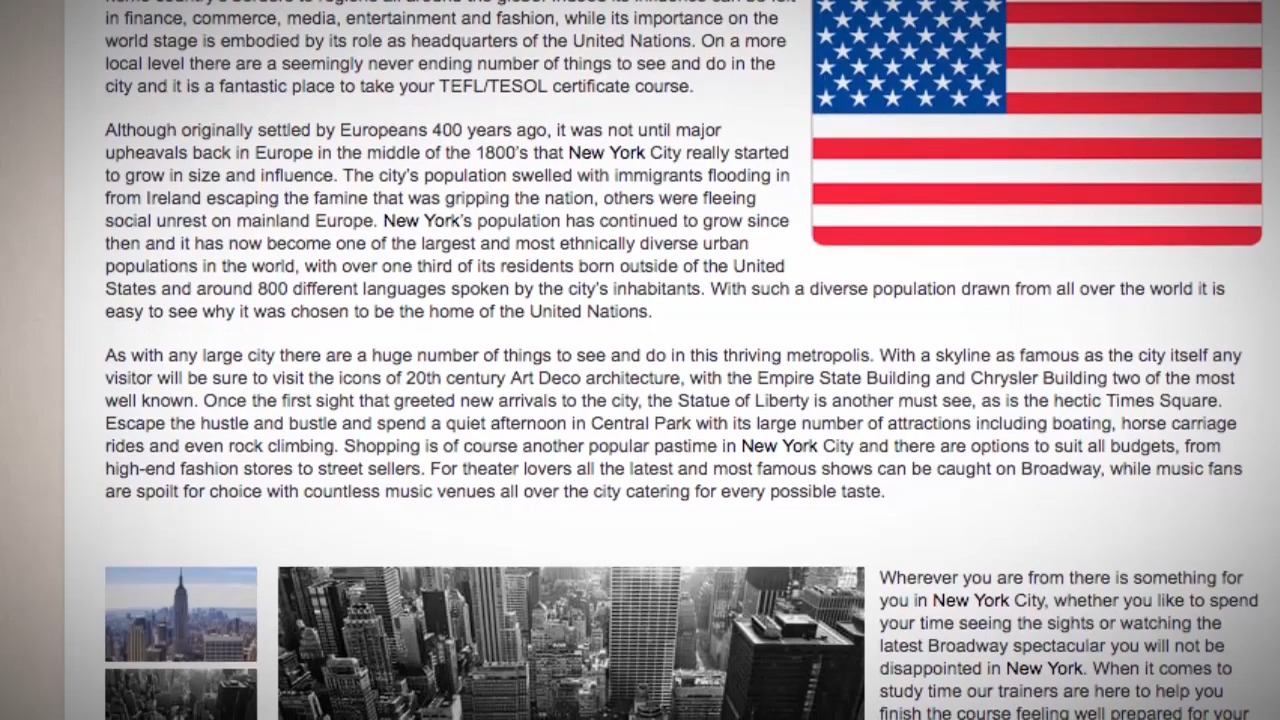 in finance, commerce, media, entertainment and fashion, while its importance on the
world stage is embodied by its role as headquarters of the United Nations. On a more
local level there are a seemingly never ending number of things to see and do in the
city and it is a fantastic place to take your TEFL/TESOL certificate course.
Although originally settled by Europeans 400 years ago, it was not until major
upheavals back in Europe in the middle of the 1800's that New York City really started
to grow in size and influence. The city's population swelled with immigrants flooding in
from Ireland escaping the famine that was gripping the nation, others were fleeing
social unrest on mainland Europe. New York's population has continued to grow since
then and it has now become one of the largest and most ethnically diverse urban
populations in the world, with over one third of its residents born outside of the United
States and around 800 different languages spoken by the city's inhabitants. With such a diverse population drawn from all over the world it is
easy to see why it was chosen to be the home of the United Nations.
As with any large city there are a huge number of things to see and do in this thriving metropolis. With a skyline as famous as the city itself any
visitor will be sure to visit the icons of 20th century Art Deco architecture, with the Empire State Building and Chrysler Building two of the most
well known. Once the first sight that greeted new arrivals to the city, the Statue of Liberty is another must see, as is the hectic Times Square.
Escape the hustle and bustle and spend a quiet afternoon in Central Park with its large number of attractions including boating, horse carriage
rides and even rock climbing. Shopping is of course another popular pastime in New York City and there are options to suit all budgets, from
high-end fashion stores to street sellers. For theater lovers all the latest and most famous shows can be caught on Broadway, while music fans
are spoilt for choice with countless music venues all over the city catering for every possible taste.
Wherever you are from there is something for
you in New York City, whether you like to spend
your time seeing the sights or watching the
latest Broadway spectacular you will not be
disappointed in New York. When it comes to
study time our trainers are here to help you
finish the course feeling well prepared for your